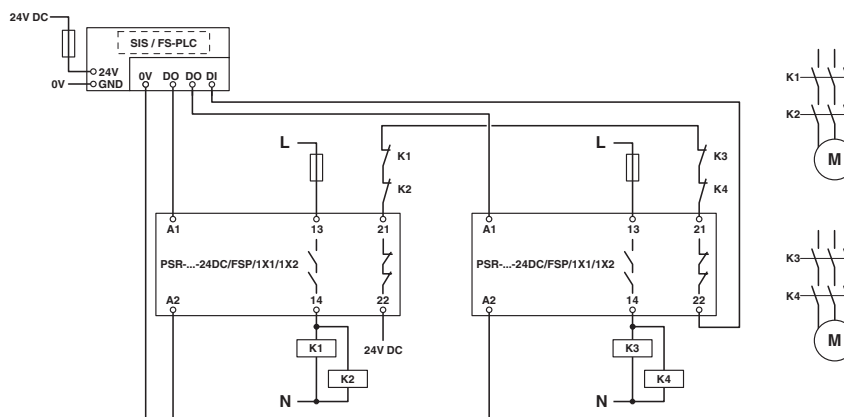 24V DC
SIS / FS-PLC
24V
0V
GND
0V DO DO DI
K1
K2
M
L
K1
K2
L
K3
K4
A1
13
21
PSR-...-24DC/FSP/1X1/1X2
A2
14
22
A1
13
21
PSR-...-24DC/FSP/1X1/1X2
A2
14
22
K3
K4
M
K1
K2
24V DC
N
K3
K4
N